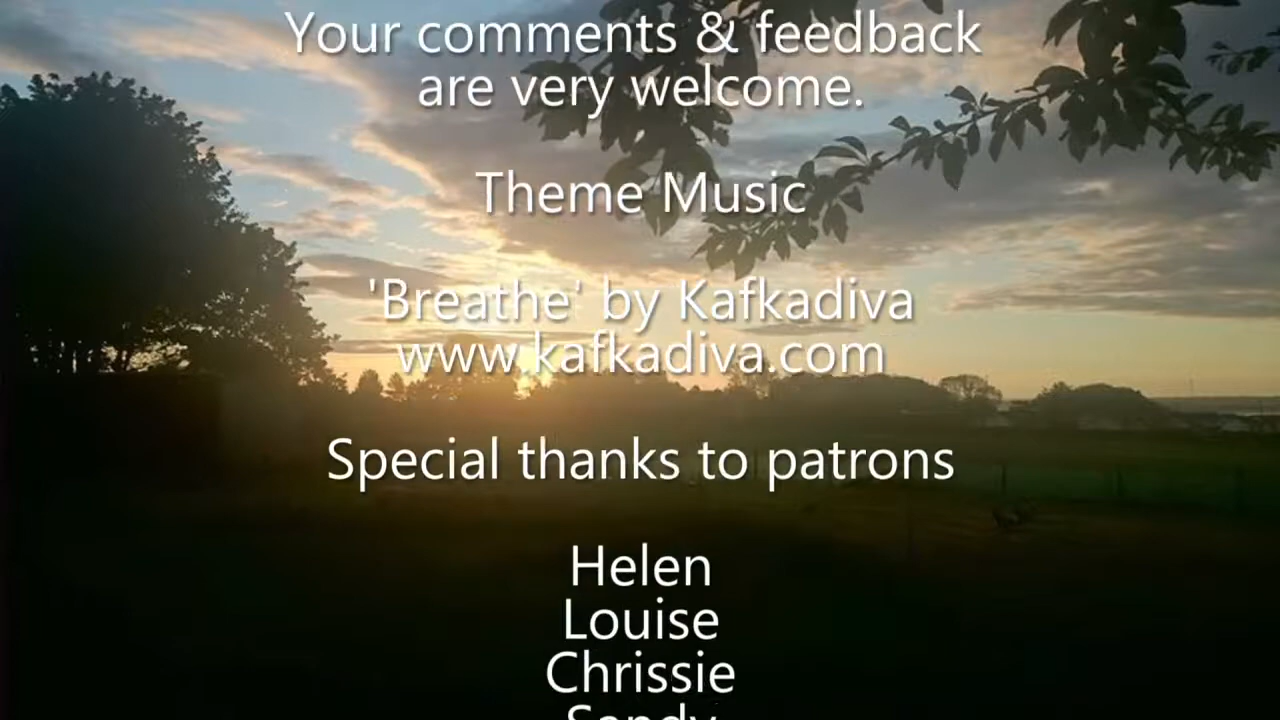 Your comments & feedback
are very welcome.
Theme Music
'Breathe' by Kafkadiva
www.kafkadiva.com
Special thanks to patrons
Helen
Louise
Chrissie
Sandy